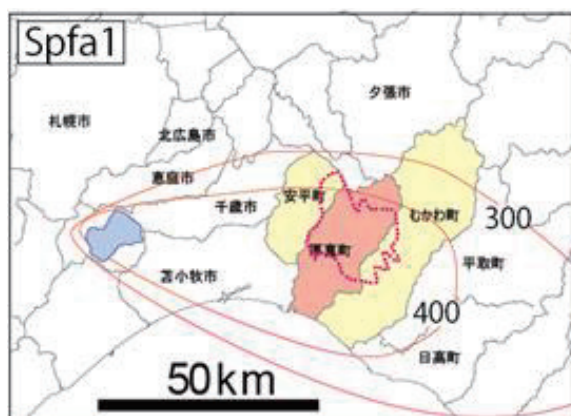 Spfa1
夕張市
札幌市
北広島市
恵庭市
安平町
むかわ町
千歳市
300
厚真町
平取町
苫小牧市
400
日高町
50km